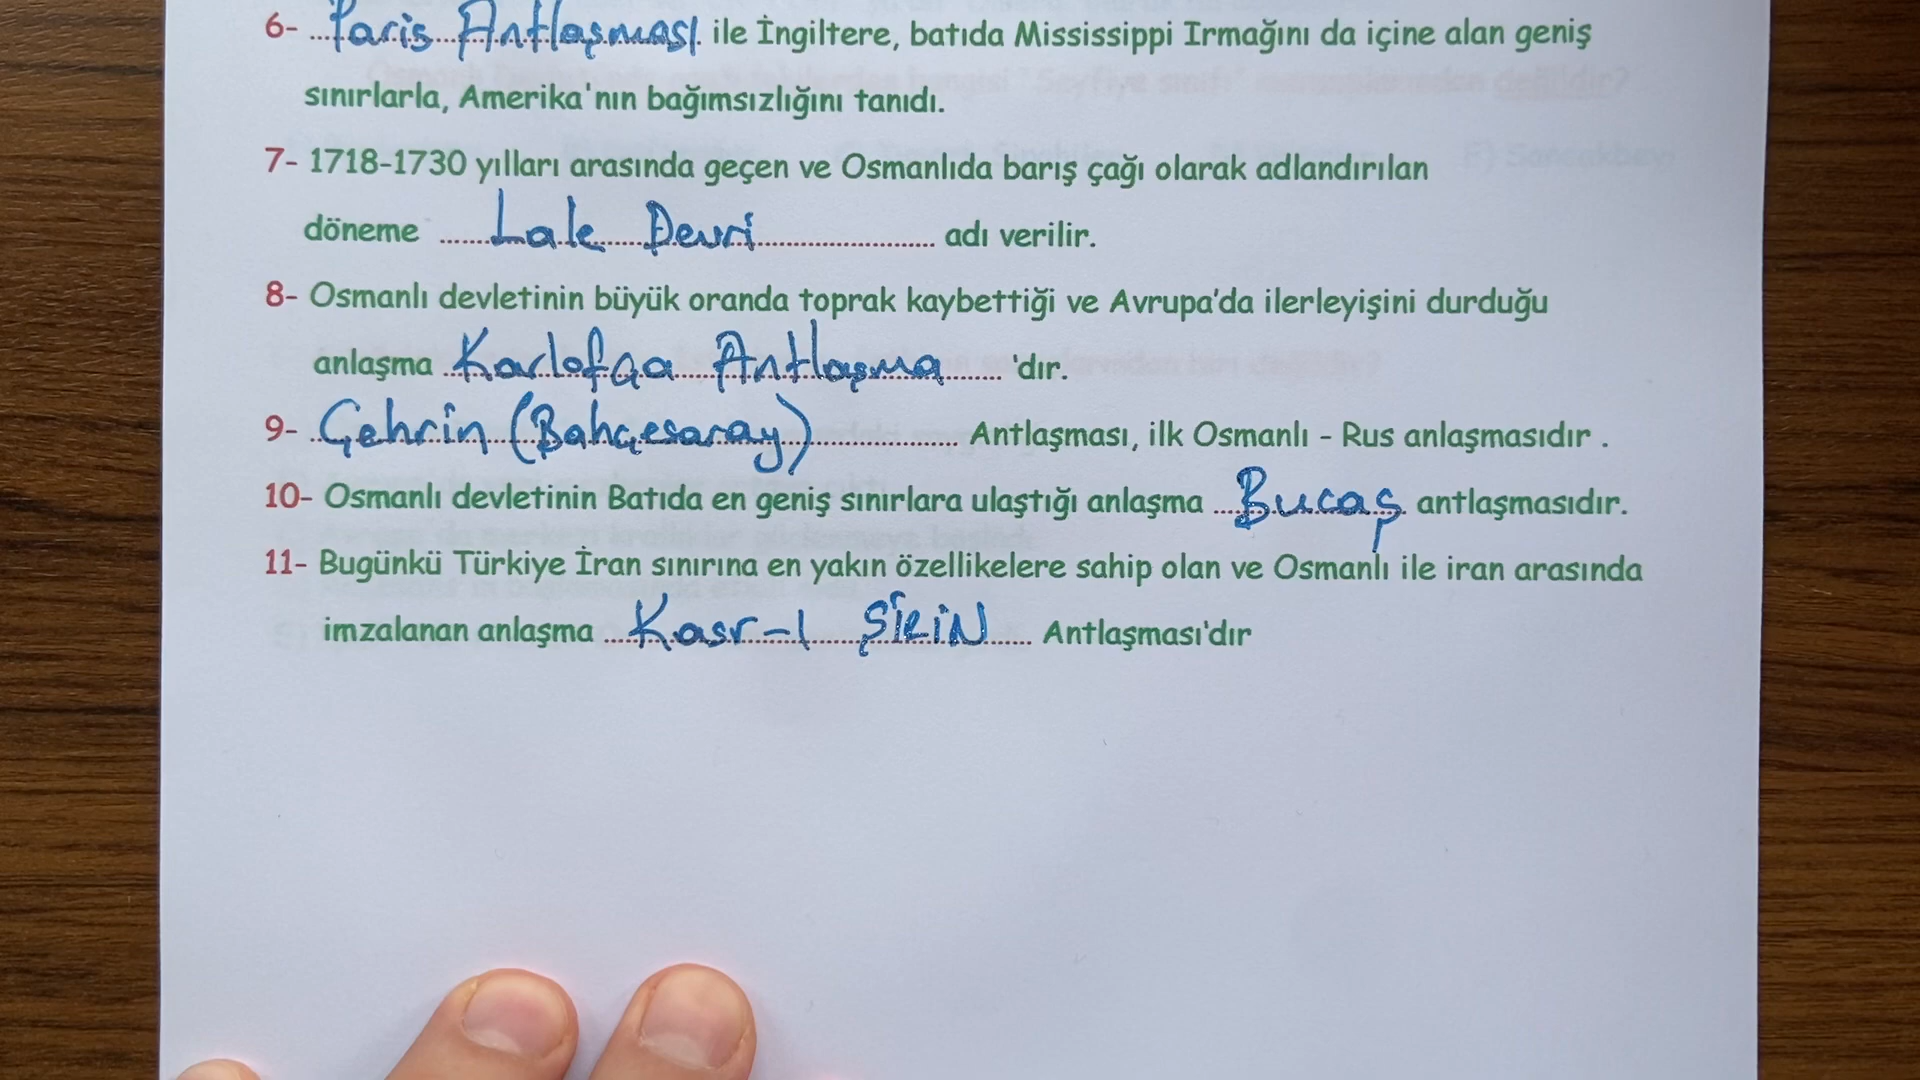 6- Paris Antlaşması ile İngiltere, batıda Mississippi Irmağını da içine alan geniş
sınırlarla, Amerika'nın bağımsızlığını tanıdı.
7- 1718-1730 yılları arasında geçen ve Osmanlıda barış çağı olarak adlandırılan
döneme Lale Devri adı verilir.
8- Osmanlı devletinin büyük oranda toprak kaybettiği ve Avrupa'da ilerleyişini durduğu
anlaşma Karlofça Antlaşma 'dır.
9- Çehrin (Bahçesaray) Antlaşması, ilk Osmanlı - Rus anlaşmasıdır .
10- Osmanlı devletinin Batıda en geniş sınırlara ulaştığı anlaşma Bucaş antlaşmasıdır.
11- Bugünkü Türkiye İran sınırına en yakın özellikelere sahip olan ve Osmanlı ile iran arasında
imzalanan anlaşma Kasr-ı ŞİRİN Antlaşması'dır